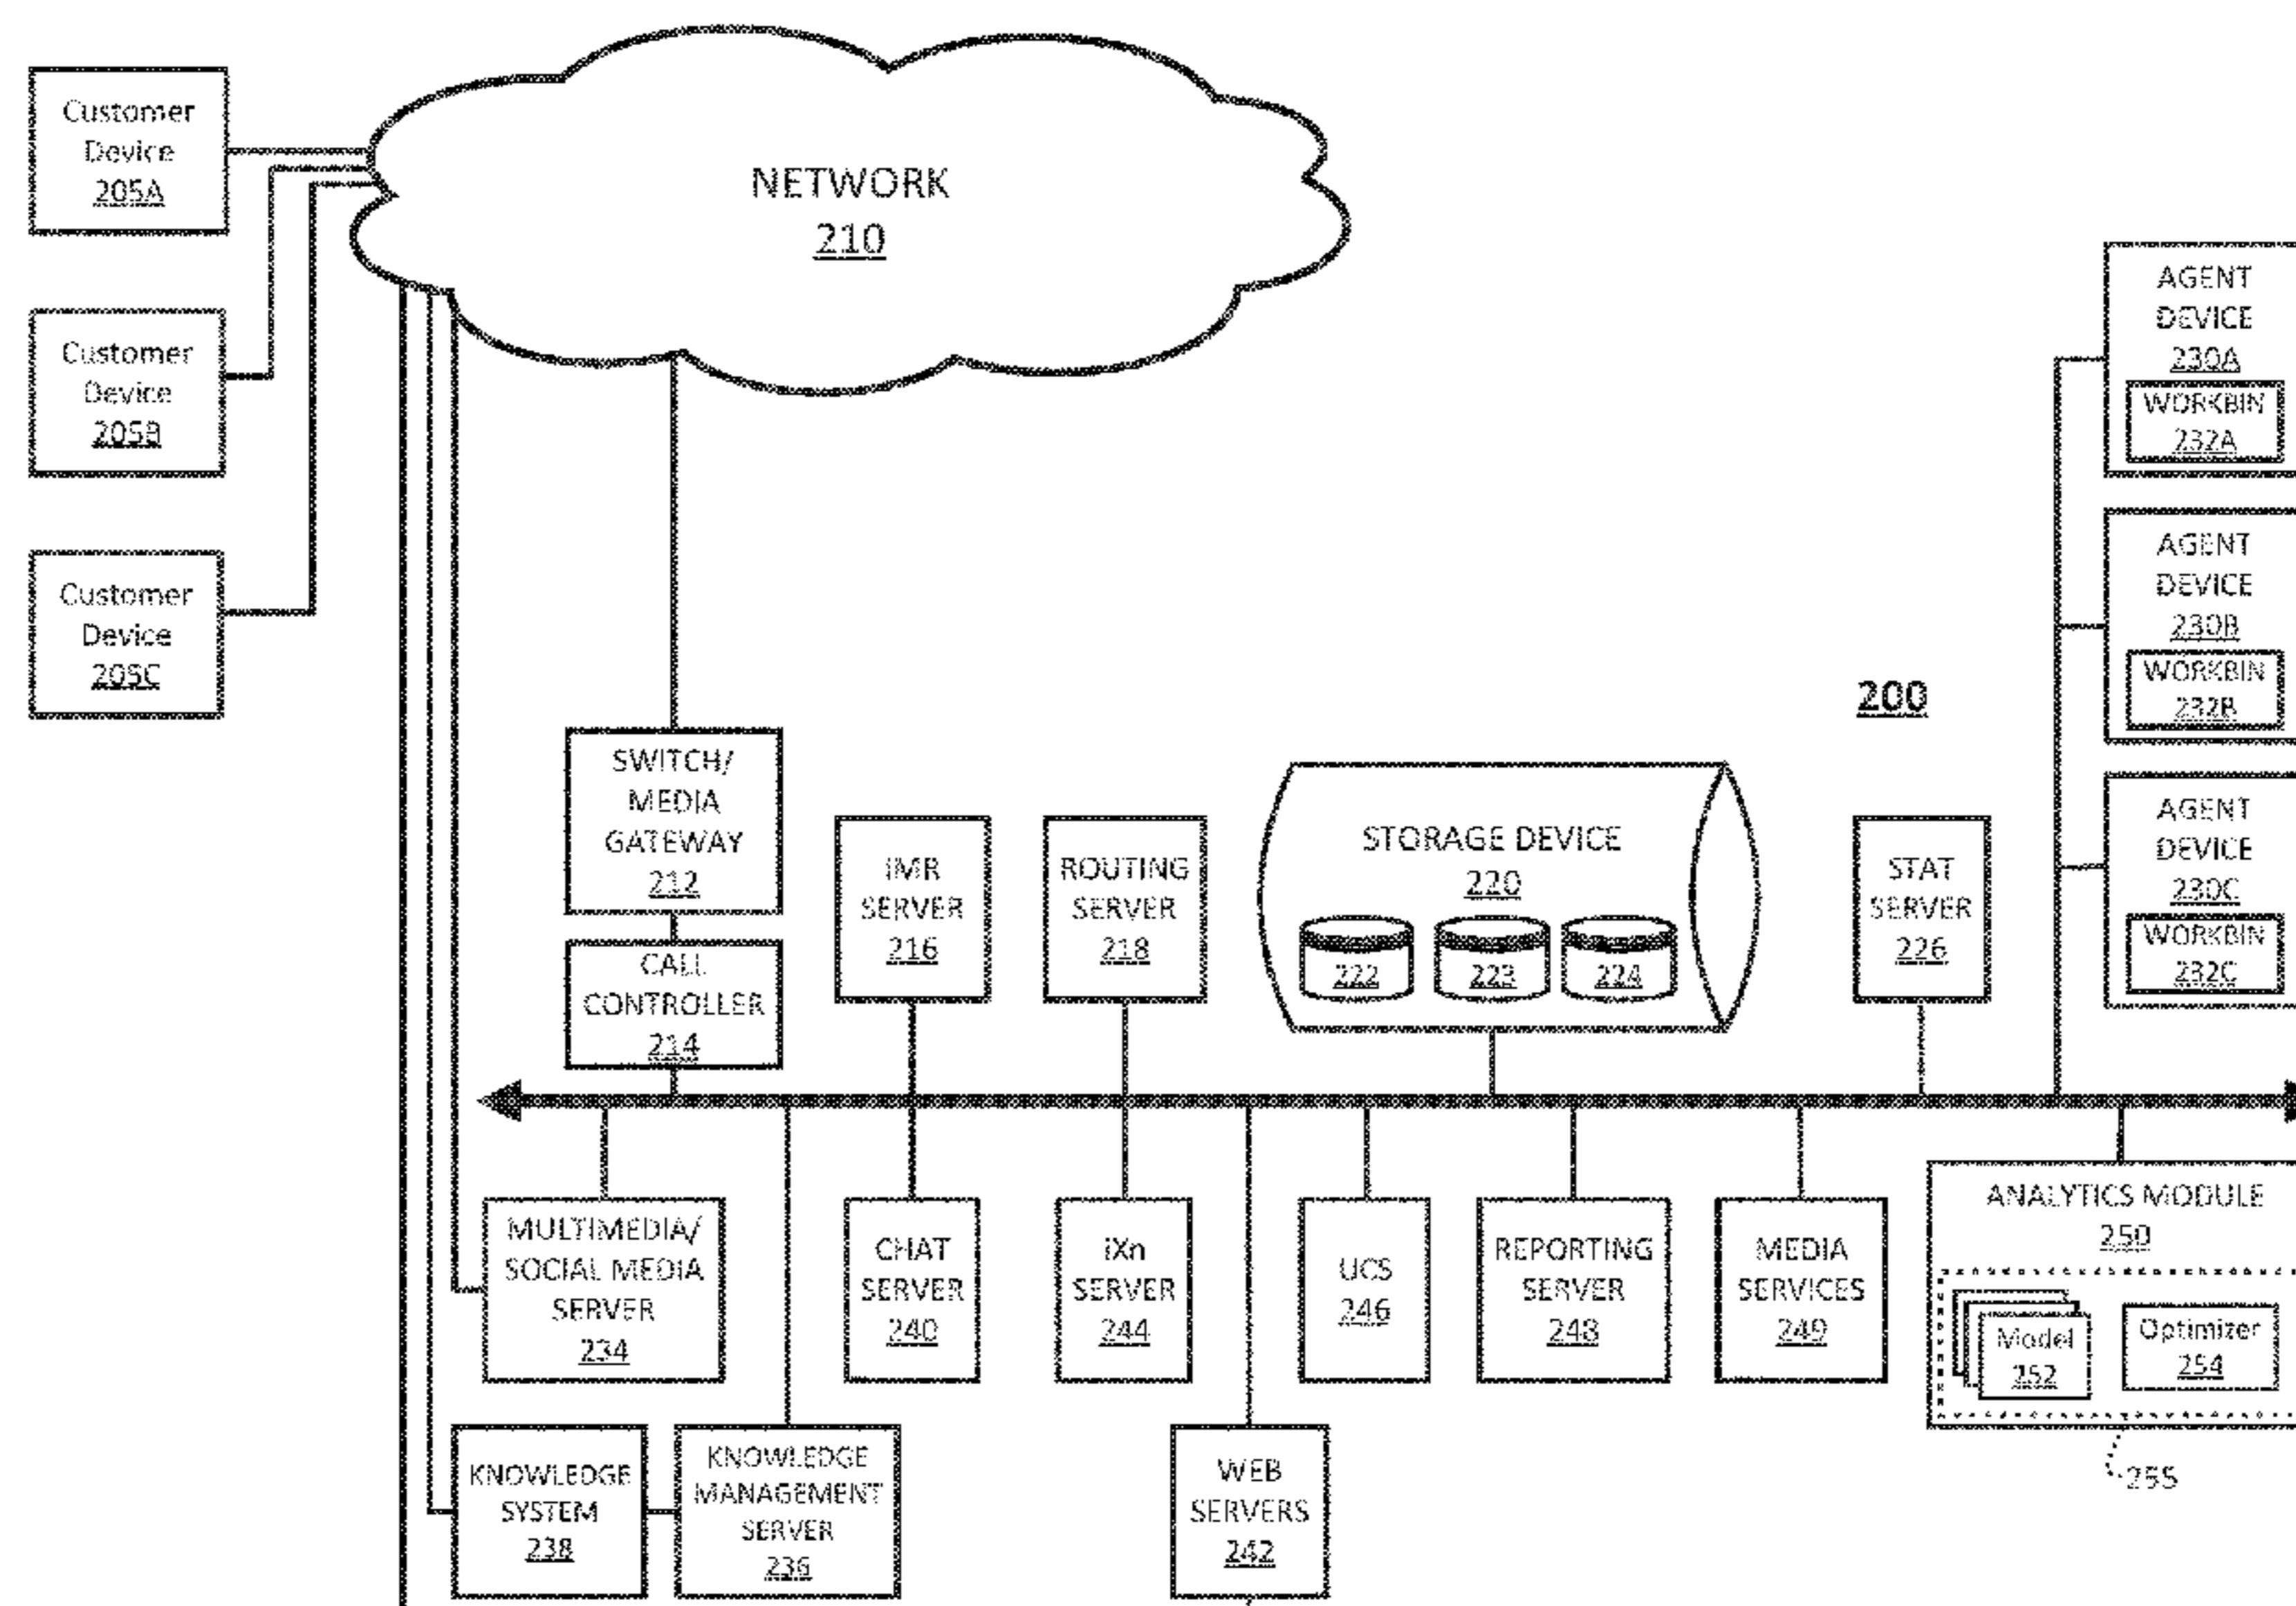 Customer
Device
205A
NETWORK
210
Customer
Device
205B
Customer
Device
205C
AGENT
DEVICE
230A
WORKBIN
232A
AGENT
DEVICE
230B
WORKBIN
232B
AGENT
DEVICE
230C
WORKBIN
232C
200
SWITCH/
MEDIA
GATEWAY
212
CALL
CONTROLLER
214
IMR
SERVER
216
ROUTING
SERVER
218
STORAGE DEVICE
220
222
223
224
STAT
SERVER
226
MULTIMEDIA/
SOCIAL MEDIA
SERVER
234
CHAT
SERVER
240
iXn
SERVER
244
UCS
246
REPORTING
SERVER
248
MEDIA
SERVICES
249
ANALYTICS MODULE
250
Model
252
Optimizer
254
255
KNOWLEDGE
SYSTEM
238
KNOWLEDGE
MANAGEMENT
SERVER
236
WEB
SERVERS
242